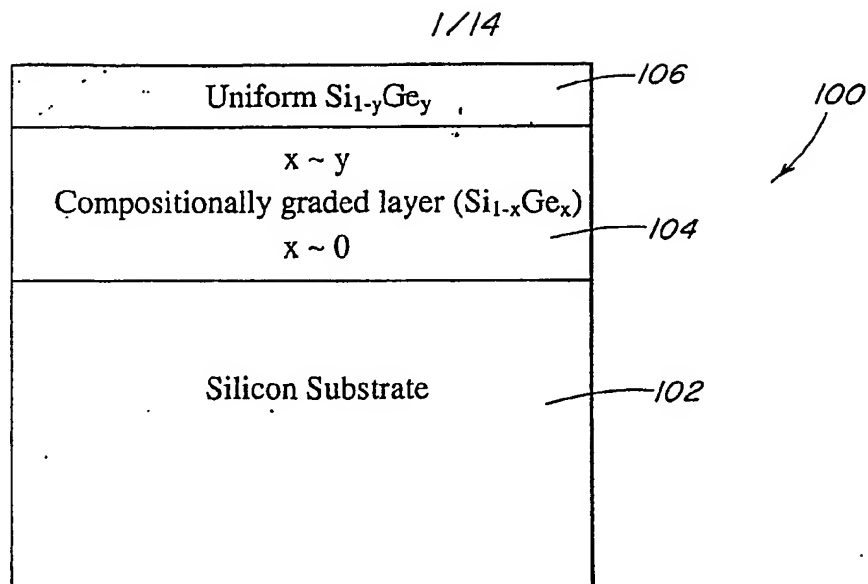 1/14
Uniform Si₁₋yGey
106
100
x ~ y
Compositionally graded layer (Si₁₋ₓGeₓ)
104
x ~ 0
Silicon Substrate
102